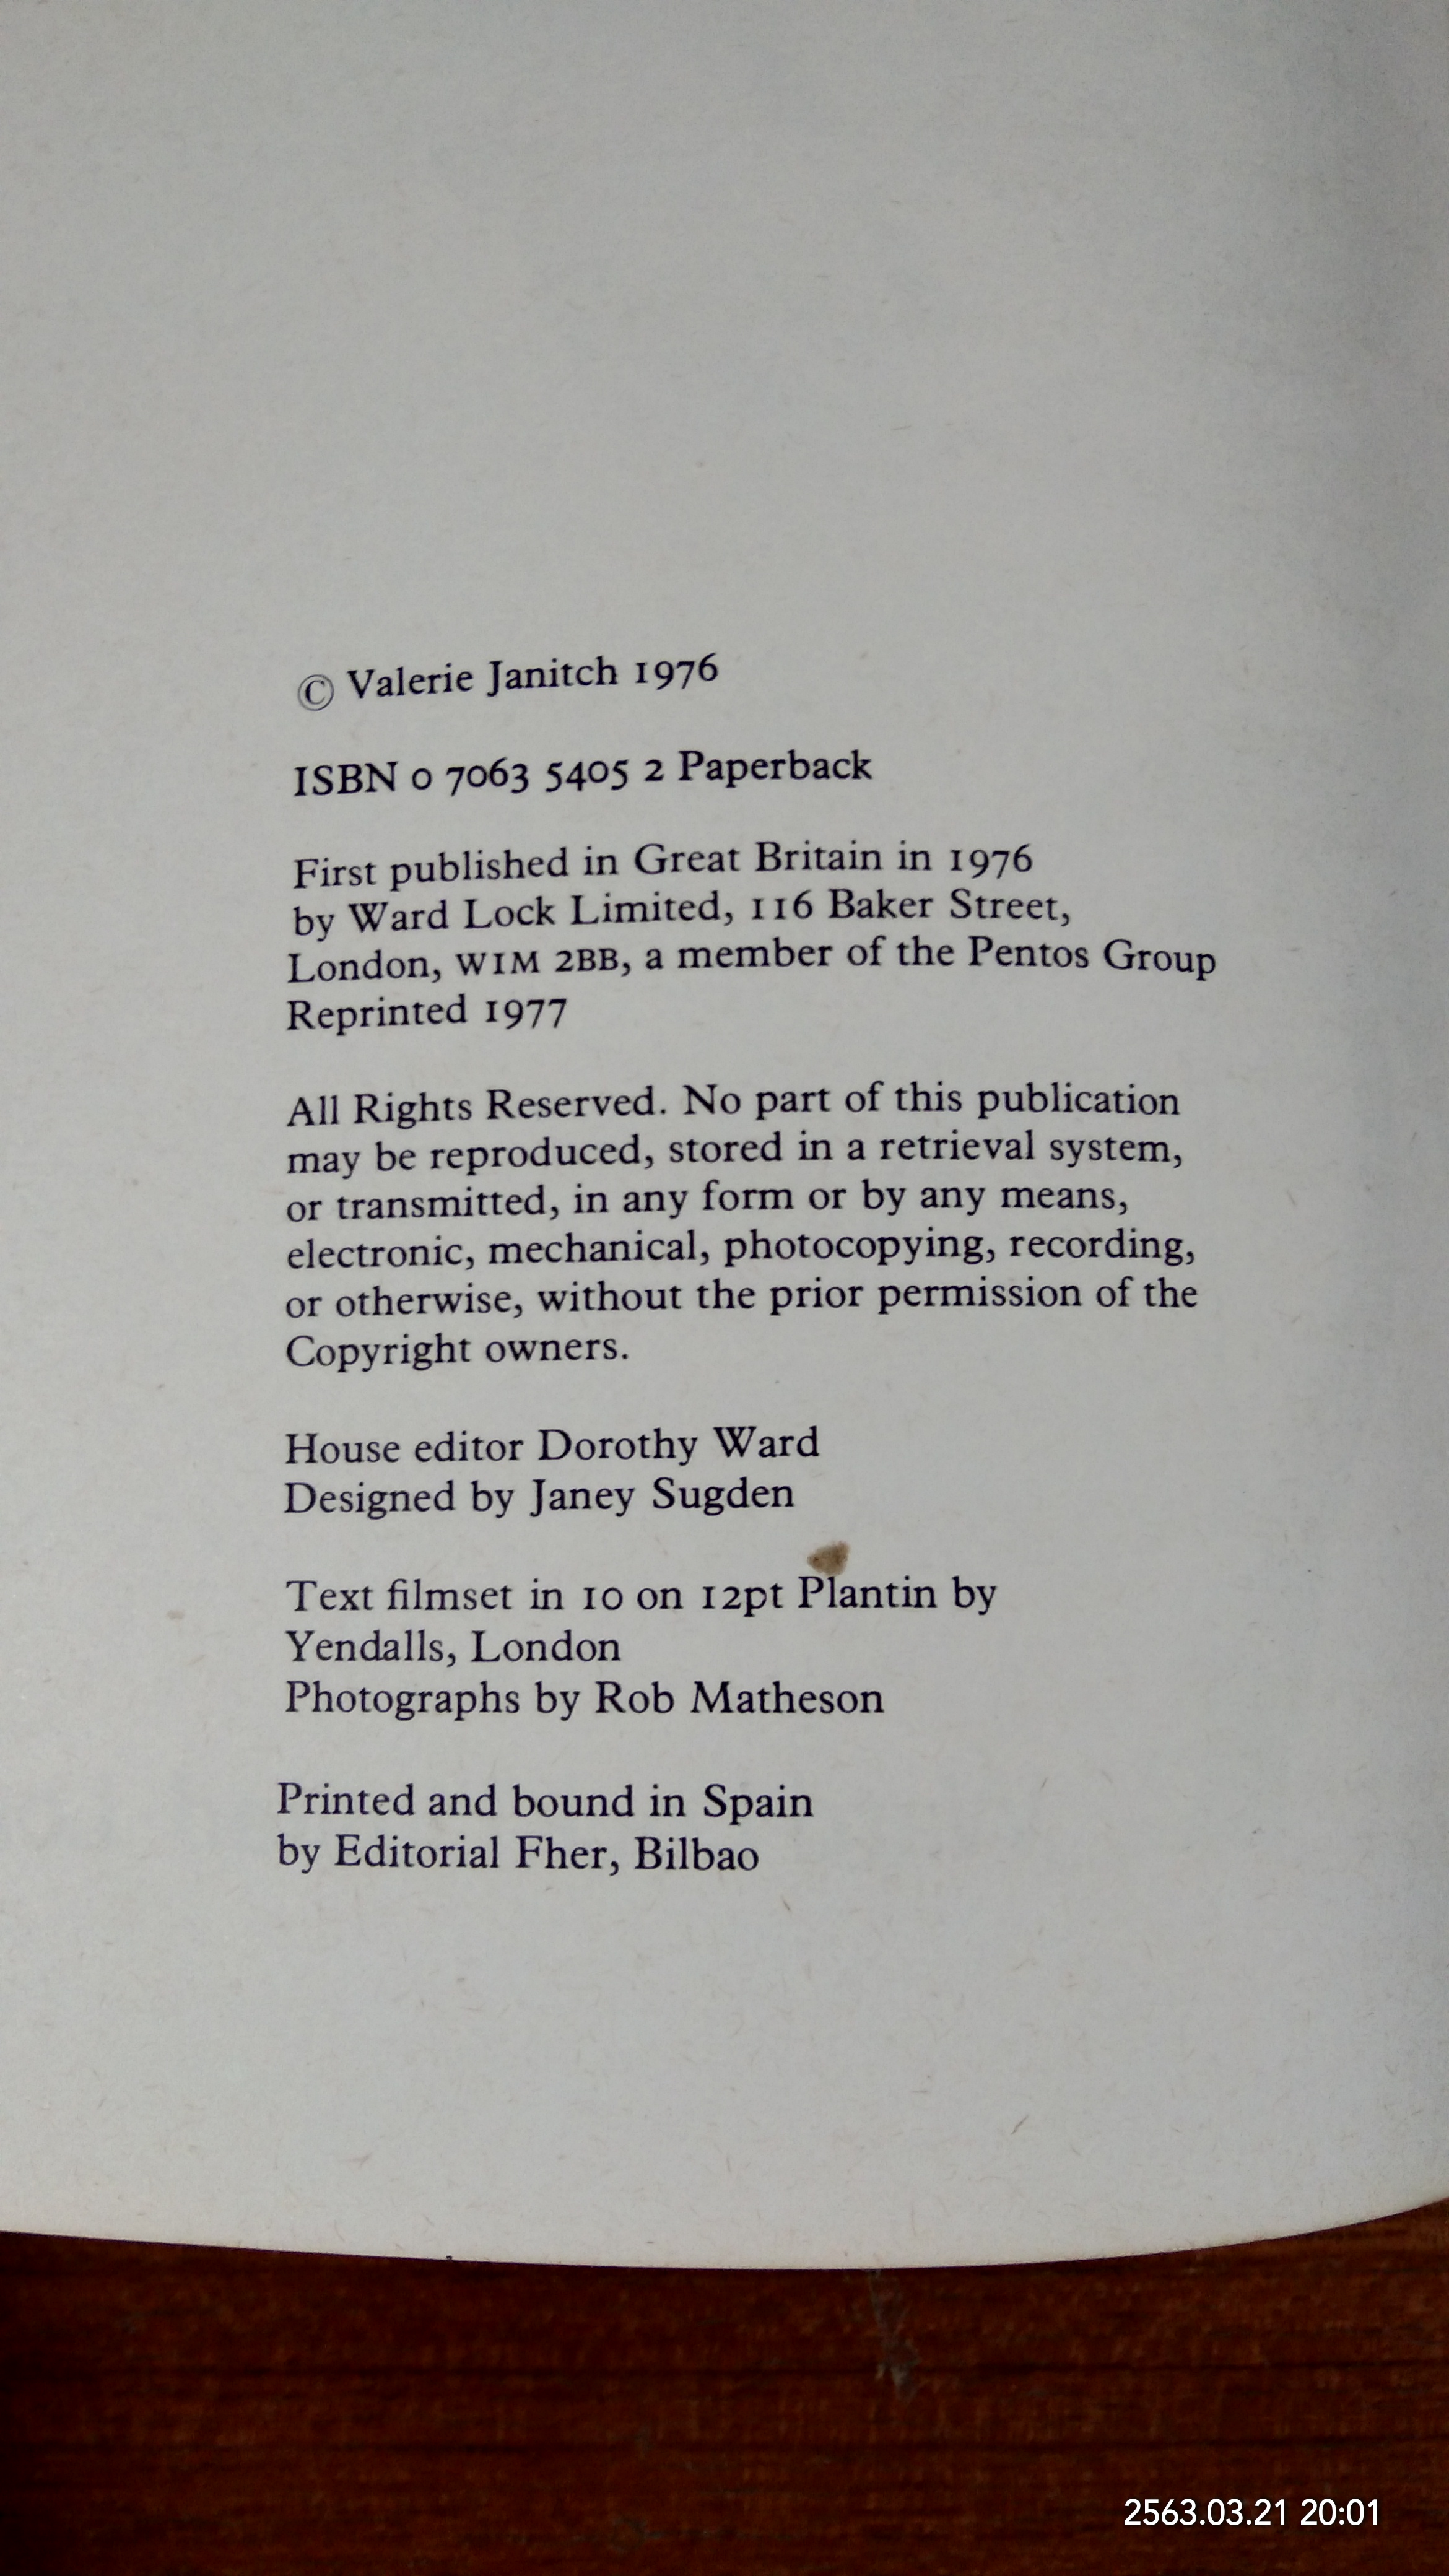 © Valerie Janitch 1976
ISBN 0 7063 5405 2 Paperback
First published in Great Britain in 1976
by Ward Lock Limited, 116 Baker Street,
London, W1M 2BB, a member of the Pentos Group
Reprinted 1977
All Rights Reserved. No part of this publication
may be reproduced, stored in a retrieval system,
or transmitted, in any form or by any means,
electronic, mechanical, photocopying, recording,
or otherwise, without the prior permission of the
Copyright owners.
House editor Dorothy Ward
Designed by Janey Sugden
Text filmset in 10 on 12pt Plantin by
Yendalls, London
Photographs by Rob Matheson
Printed and bound in Spain
by Editorial Fher, Bilbao
2563.03.21 20:01